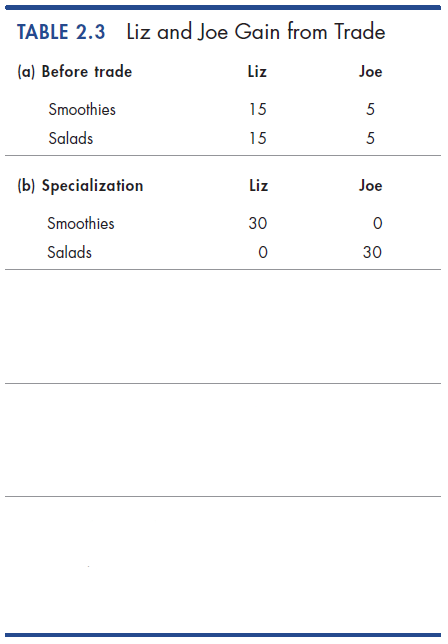 TABLE 2.3 Liz and Joe Gain from Trade
(a) Before trade Liz Joe
Smoothies 15 5
Salads 15 5
(b) Specialization Liz Joe
Smoothies 30 0
Salads 0 30